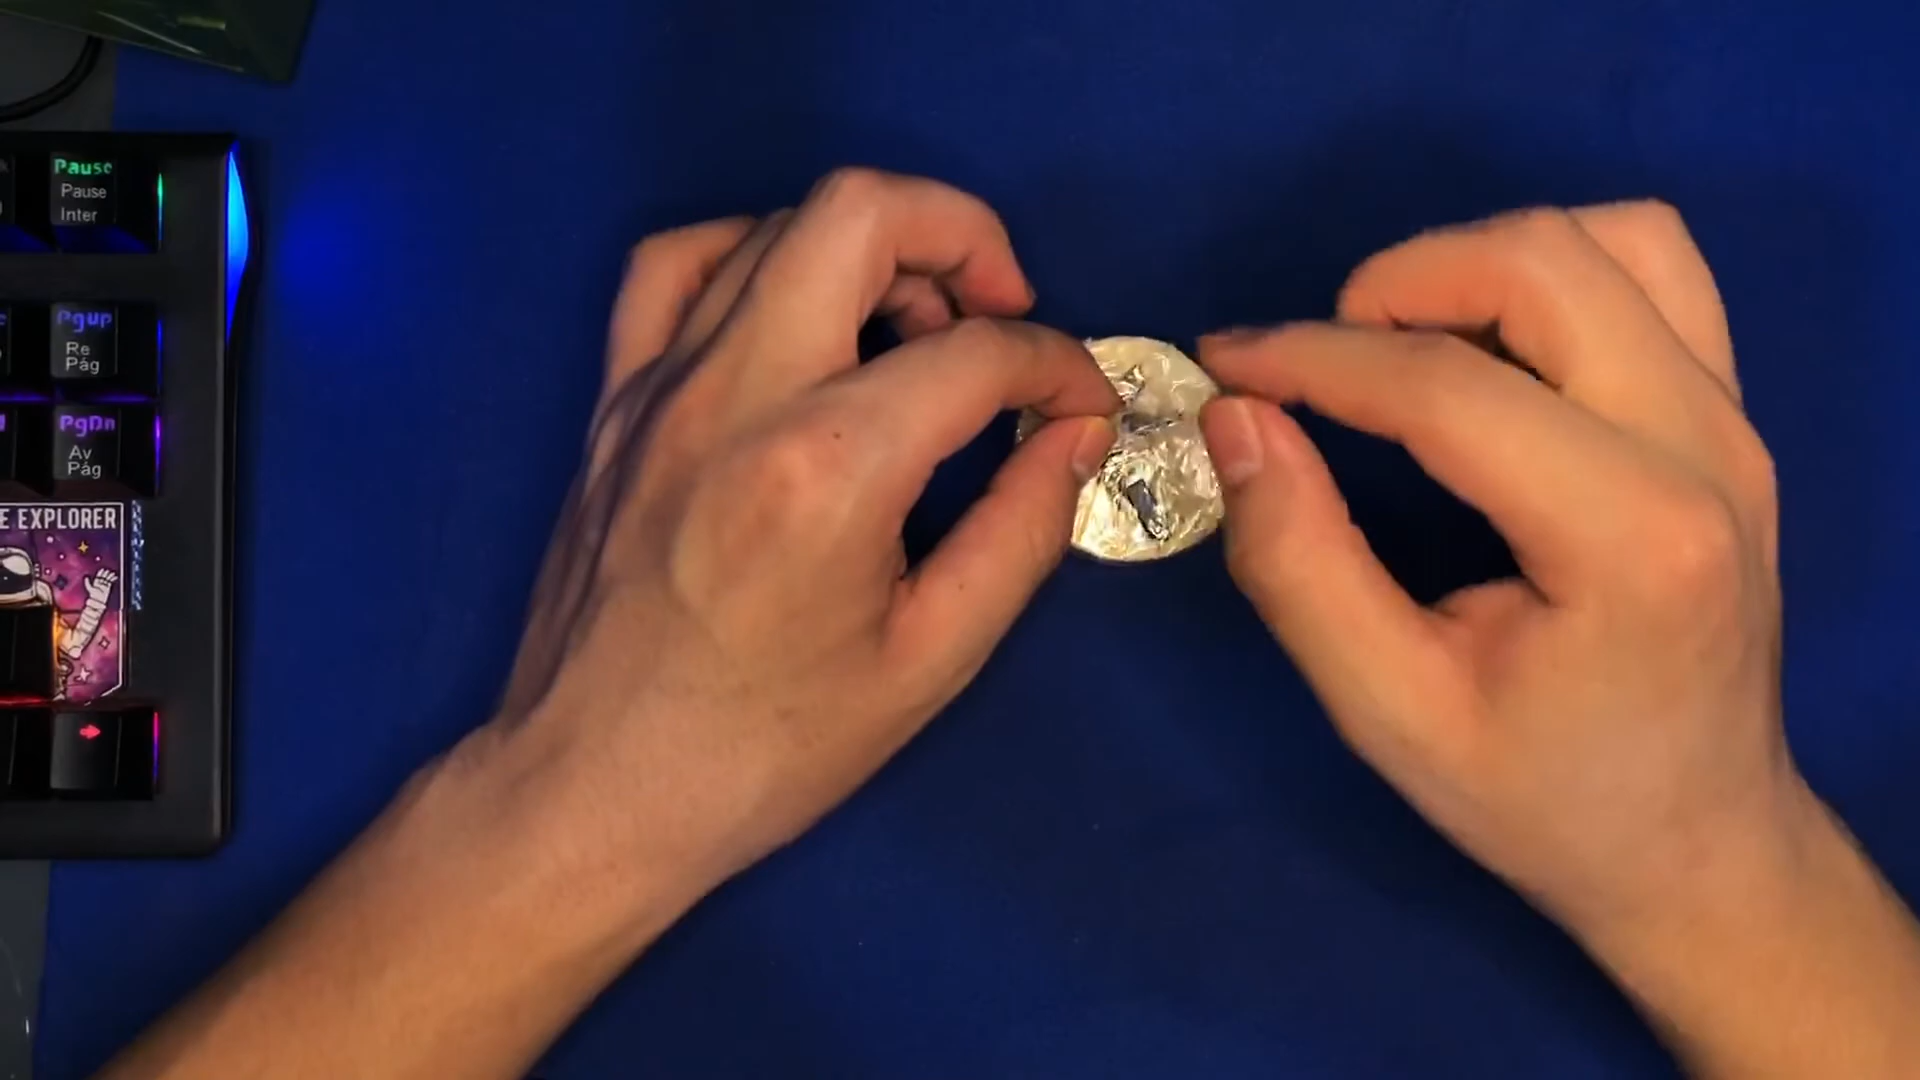 Pause
Pause
Inter
PgUp
Re
Pág
PgDn
Av
Pág
E EXPLORER